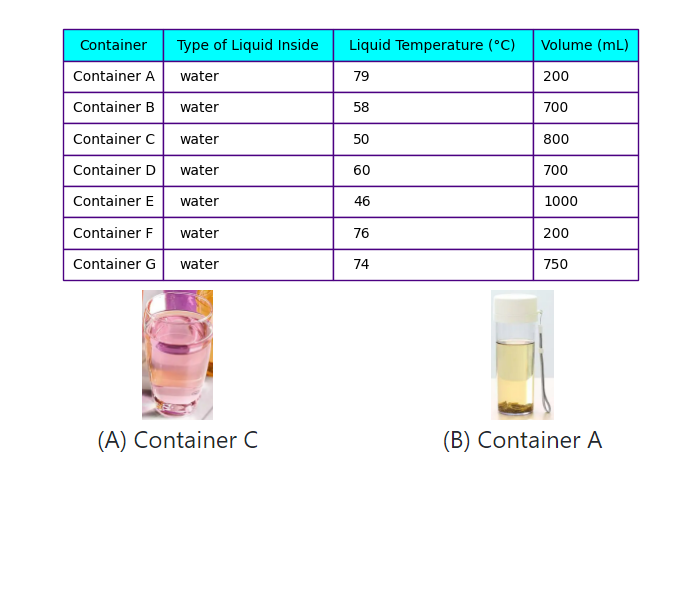 Container Type of Liquid Inside Liquid Temperature (°C) Volume (mL)
Container A water 79 200
Container B water 58 700
Container C water 50 800
Container D water 60 700
Container E water 46 1000
Container F water 76 200
Container G water 74 750
(A) Container C (B) Container A